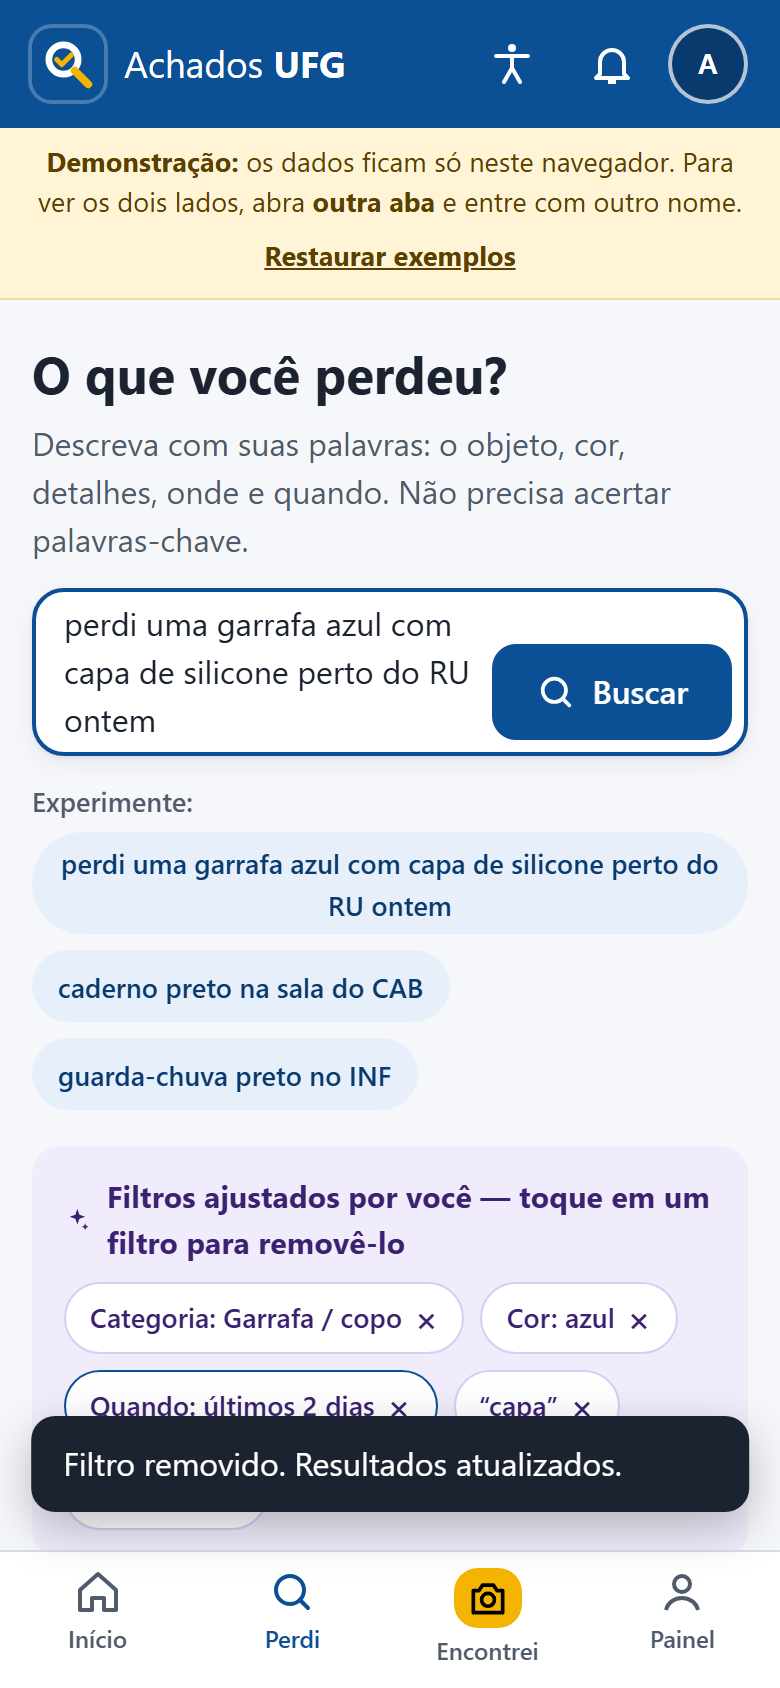 Achados UFG
A
Demonstração: os dados ficam só neste navegador. Para
ver os dois lados, abra outra aba e entre com outro nome.
Restaurar exemplos
O que você perdeu?
Descreva com suas palavras: o objeto, cor,
detalhes, onde e quando. Não precisa acertar
palavras-chave.
perdi uma garrafa azul com
capa de silicone perto do RU
ontem
Buscar
Experimente:
perdi uma garrafa azul com capa de silicone perto do
RU ontem
caderno preto na sala do CAB
guarda-chuva preto no INF
Filtros ajustados por você — toque em um
filtro para removê-lo
Categoria: Garrafa / copo ×
Cor: azul ×
Quando: últimos 2 dias ×
“capa” ×
Filtro removido. Resultados atualizados.
Início
Perdi
Encontrei
Painel